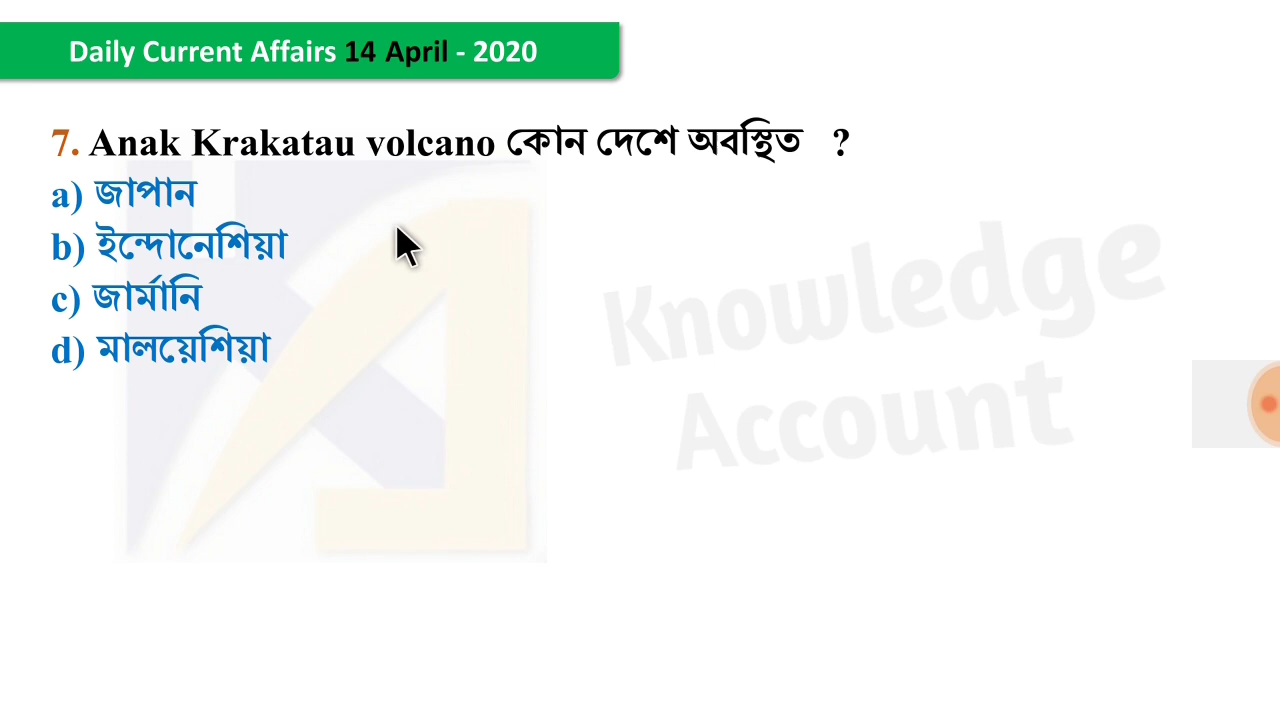 Daily Current Affairs 14 April - 2020
7. Anak Krakatau volcano কোন দেশে অবস্থিত ?
a) জাপান
b) ইন্দোনেশিয়া
c) জার্মানি
d) মালয়েশিয়া
Knowledge
Account